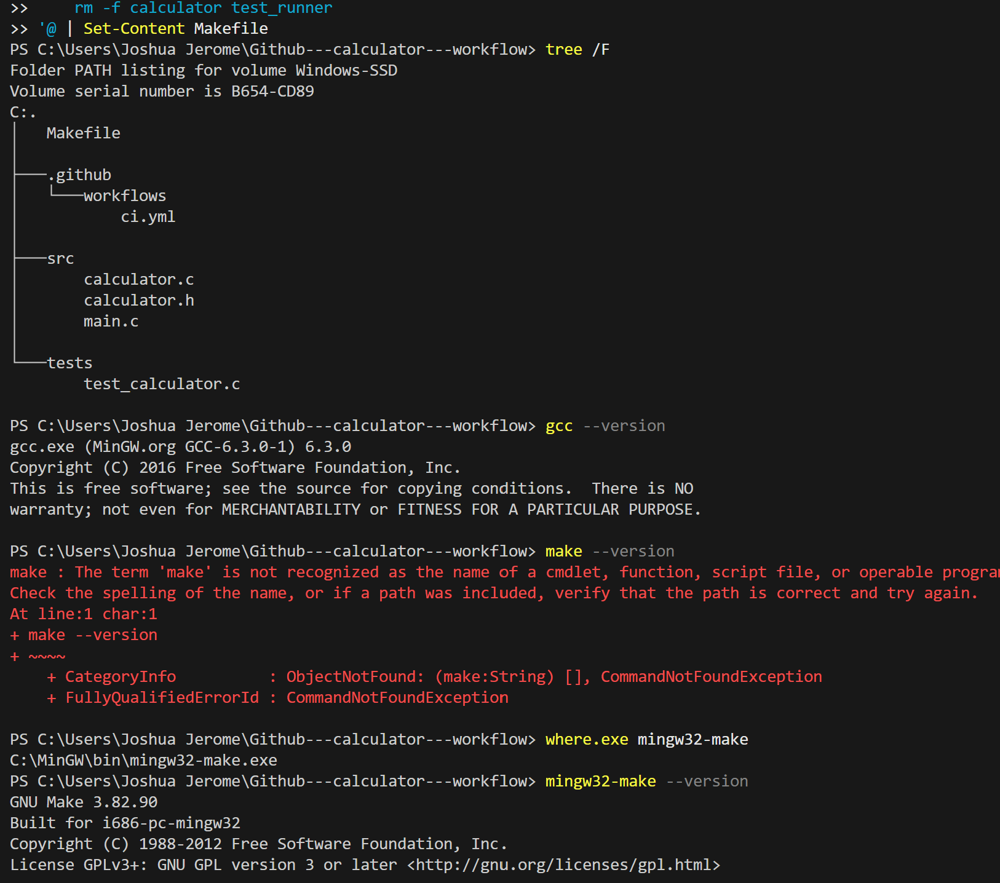 >>     rm -f calculator test_runner
>> '@ | Set-Content Makefile
PS C:\Users\Joshua Jerome\Github---calculator---workflow> tree /F
Folder PATH listing for volume Windows-SSD
Volume serial number is B654-CD89
C:.
│   Makefile
│
├───.github
│   └───workflows
│           ci.yml
│
├───src
│       calculator.c
│       calculator.h
│       main.c
│
└───tests
        test_calculator.c

PS C:\Users\Joshua Jerome\Github---calculator---workflow> gcc --version
gcc.exe (MinGW.org GCC-6.3.0-1) 6.3.0
Copyright (C) 2016 Free Software Foundation, Inc.
This is free software; see the source for copying conditions.  There is NO
warranty; not even for MERCHANTABILITY or FITNESS FOR A PARTICULAR PURPOSE.

PS C:\Users\Joshua Jerome\Github---calculator---workflow> make --version
make : The term 'make' is not recognized as the name of a cmdlet, function, script file, or operable progra
Check the spelling of the name, or if a path was included, verify that the path is correct and try again.
At line:1 char:1
+ make --version
+ ~~~~
    + CategoryInfo          : ObjectNotFound: (make:String) [], CommandNotFoundException
    + FullyQualifiedErrorId : CommandNotFoundException

PS C:\Users\Joshua Jerome\Github---calculator---workflow> where.exe mingw32-make
C:\MinGW\bin\mingw32-make.exe
PS C:\Users\Joshua Jerome\Github---calculator---workflow> mingw32-make --version
GNU Make 3.82.90
Built for i686-pc-mingw32
Copyright (C) 1988-2012 Free Software Foundation, Inc.
License GPLv3+: GNU GPL version 3 or later <http://gnu.org/licenses/gpl.html>